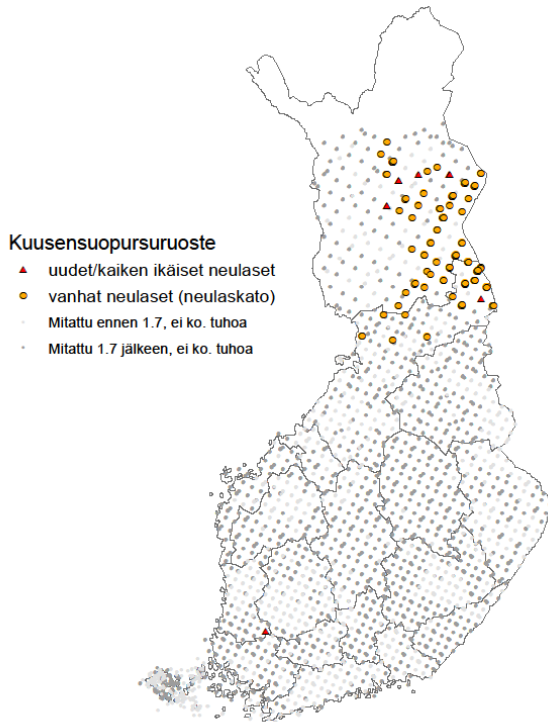 Kuusensuopursuruoste
uudet/kaiken ikäiset neulaset
vanhat neulaset (neulaskato)
Mitattu ennen 1.7, ei ko. tuhoa
Mitattu 1.7 jälkeen, ei ko. tuhoa